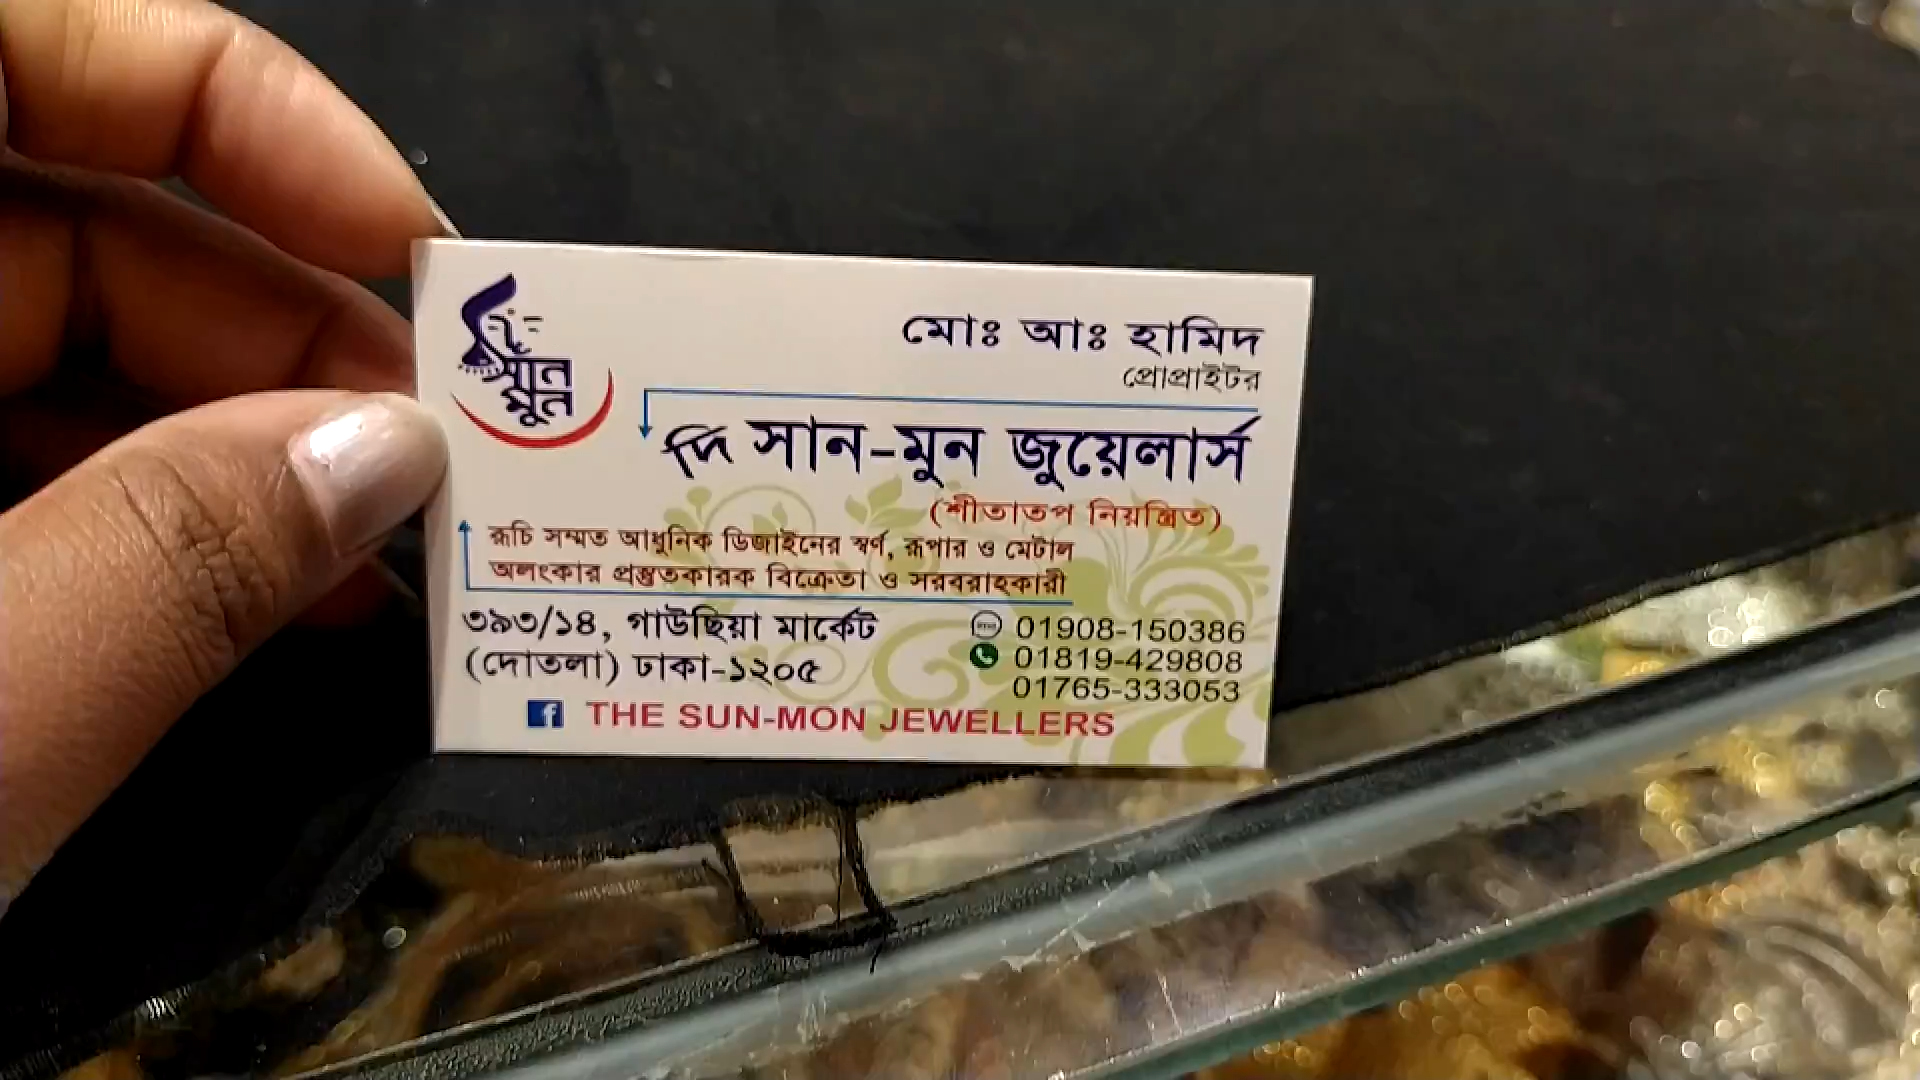 সান
মুন
মোঃ আঃ হামিদ
প্রোপ্রাইটর
দি সান-মুন জুয়েলার্স
(শীতাতপ নিয়ন্ত্রিত)
রূচি সম্মত আধুনিক ডিজাইনের স্বর্ণ, রূপার ও মেটাল
অলংকার প্রস্তুতকারক বিক্রেতা ও সরবরাহকারী
৩৯৩/১৪, গাউছিয়া মার্কেট
(দোতলা) ঢাকা-১২০৫
01908-150386
01819-429808
01765-333053
THE SUN-MON JEWELLERS